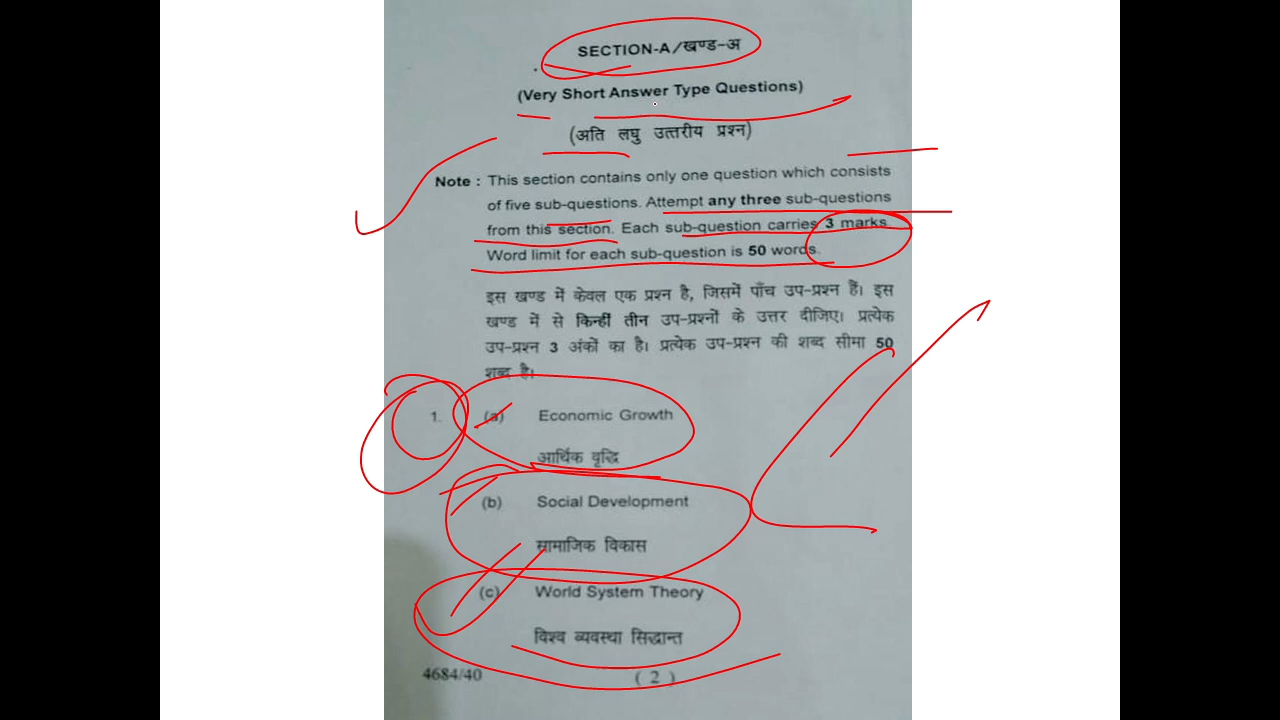 SECTION-A/खण्ड-अ
(Very Short Answer Type Questions)
(अति लघु उत्तरीय प्रश्न)
Note : This section contains only one question which consists
of five sub-questions. Attempt any three sub-questions
from this section. Each sub-question carries 3 marks.
Word limit for each sub-question is 50 words.
इस खण्ड में केवल एक प्रश्न है, जिसमें पाँच उप-प्रश्न हैं। इस
खण्ड में से किन्हीं तीन उप-प्रश्नों के उत्तर दीजिए। प्रत्येक
उप-प्रश्न 3 अंकों का है। प्रत्येक उप-प्रश्न की शब्द सीमा 50
शब्द है।
1. (a) Economic Growth
आर्थिक वृद्धि
(b) Social Development
सामाजिक विकास
(c) World System Theory
विश्व व्यवस्था सिद्धान्त
4684/40 ( 2 )